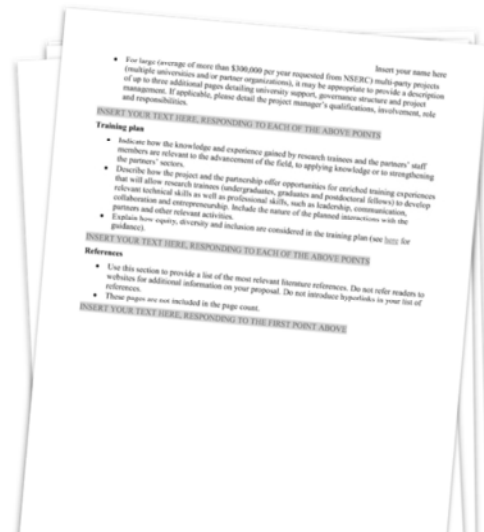 Insert your name here
• For large (average of more than $300,000 per year requested from NSERC) multi-party projects
(multiple universities and/or partner organizations), it may be appropriate to provide a description
of up to three additional pages detailing university support, governance structure and project
management. If applicable, please detail the project manager's qualifications, involvement, role
and responsibilities.
INSERT YOUR TEXT HERE, RESPONDING TO EACH OF THE ABOVE POINTS
Training plan
• Indicate how the knowledge and experience gained by research trainees and the partners' staff
members are relevant to the advancement of the field, to applying knowledge or to strengthening
the partners' sectors.
• Describe how the project and the partnership offer opportunities for enriched training experiences
that will allow research trainees (undergraduates, graduates and postdoctoral fellows) to develop
relevant technical skills as well as professional skills, such as leadership, communication,
collaboration and entrepreneurship. Include the nature of the planned interactions with the
partners and other relevant activities.
• Explain how equity, diversity and inclusion are considered in the training plan (see here for
guidance).
INSERT YOUR TEXT HERE, RESPONDING TO EACH OF THE ABOVE POINTS
References
• Use this section to provide a list of the most relevant literature references. Do not refer readers to
websites for additional information on your proposal. Do not introduce hyperlinks in your list of
references.
• These pages are not included in the page count.
INSERT YOUR TEXT HERE, RESPONDING TO THE FIRST POINT ABOVE